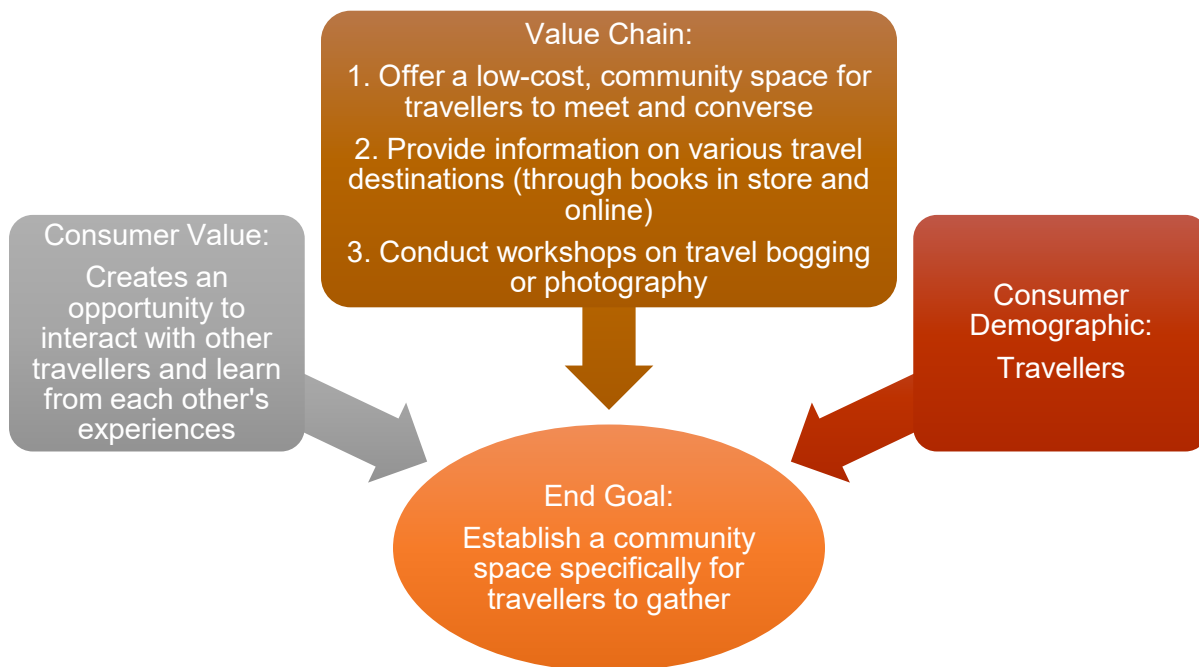 Value Chain:
1. Offer a low-cost, community space for
travellers to meet and converse
2. Provide information on various travel
destinations (through books in store and
online)
3. Conduct workshops on travel bogging
or photography
Consumer Value:
Creates an
opportunity to
interact with other
travellers and learn
from each other's
experiences
Consumer
Demographic:
Travellers
End Goal:
Establish a community
space specifically for
travellers to gather